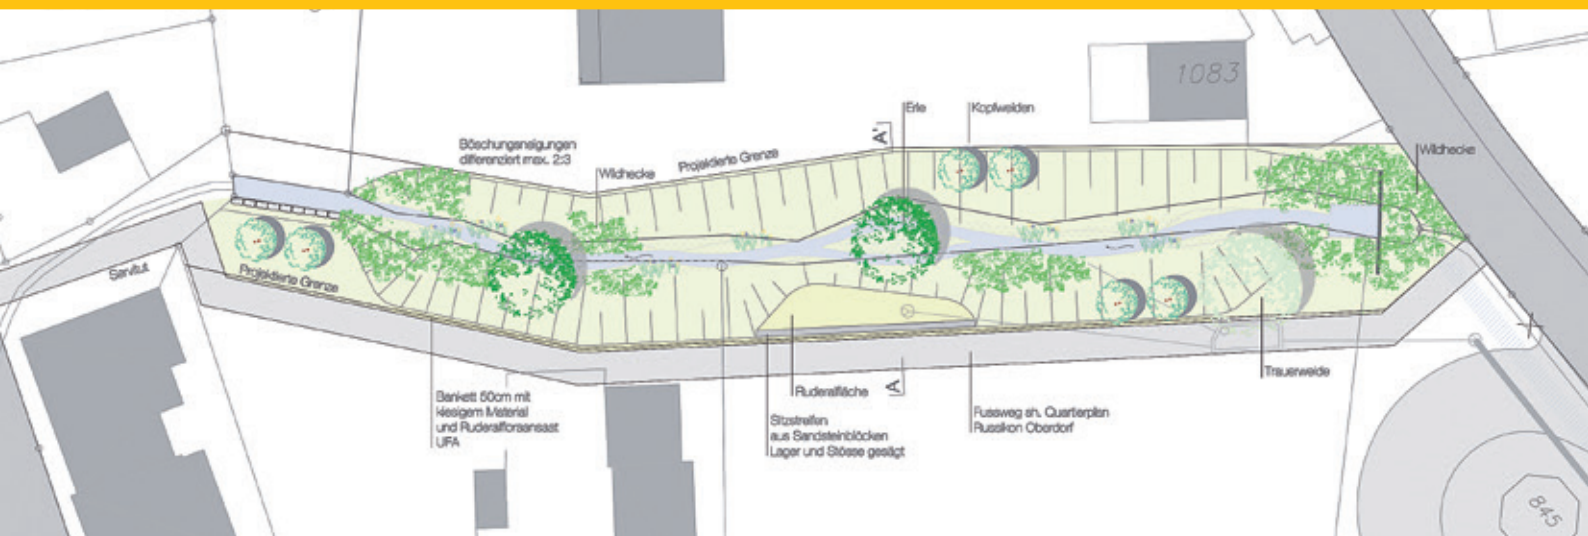 1083
Erle
Kopfweiden
A'
Böschungsneigungen
differenziert max. 2:3
Wildhecke
Projektierte Grenze
Wildhecke
Servitut
Projektierte Grenze
Trauerweide
Ruderalfläche
A
Bankett 50cm mit
kiesigem Material
und Ruderalfloraansaat
UFA
Sitzstreifen
aus Sandsteinblöcken
Lager und Stösse gesägt
Fussweg sh. Quartierplan
Russikon Oberdorf
845